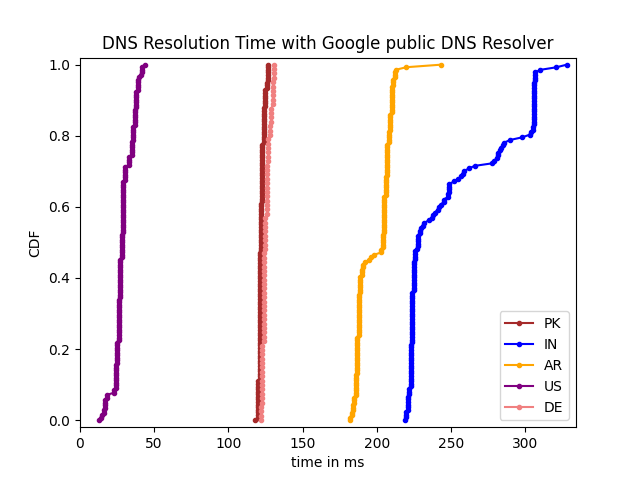 DNS Resolution Time with Google public DNS Resolver
1.0
0.8
0.6
0.4
0.2
0.0
CDF
0 50 100 150 200 250 300
time in ms
PK
IN
AR
US
DE